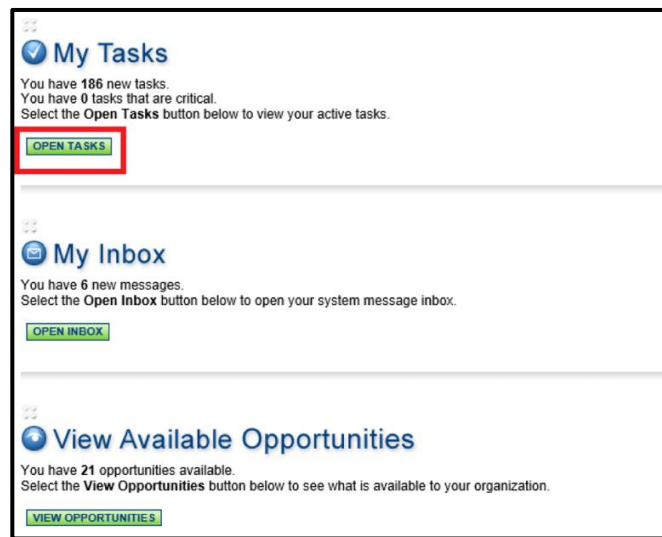 My Tasks
You have 186 new tasks.
You have 0 tasks that are critical.
Select the Open Tasks button below to view your active tasks.
OPEN TASKS
My Inbox
You have 6 new messages.
Select the Open Inbox button below to open your system message inbox.
OPEN INBOX
View Available Opportunities
You have 21 opportunities available.
Select the View Opportunities button below to see what is available to your organization.
VIEW OPPORTUNITIES